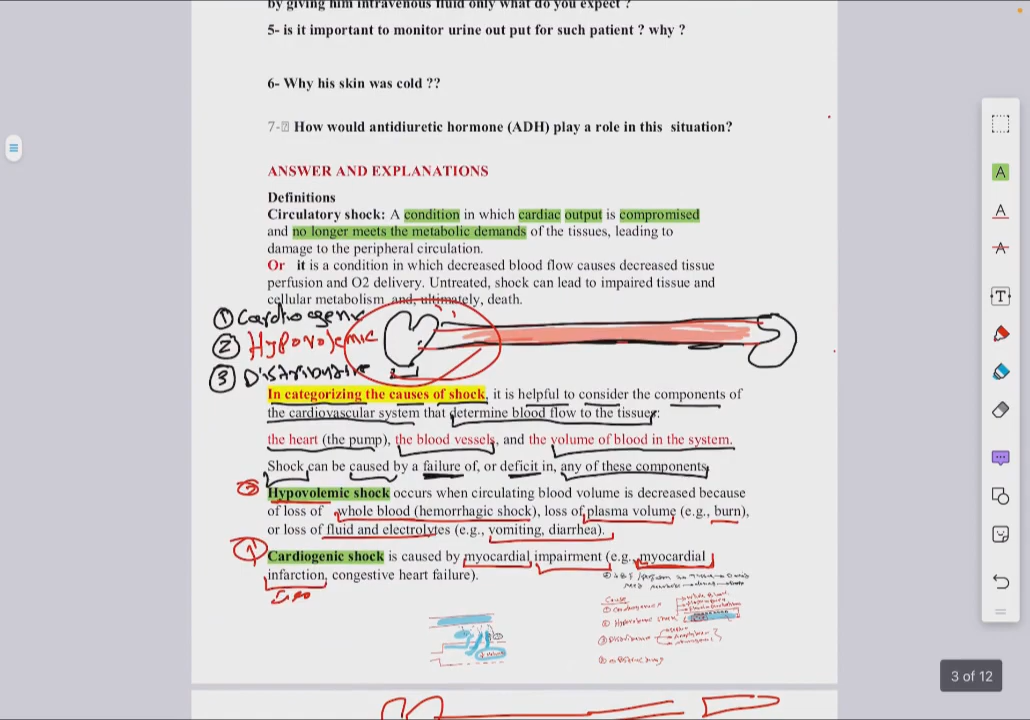 by giving him intravenous fluid only what do you expect ?
5- is it important to monitor urine out put for such patient ? why ?
6- Why his skin was cold ??
7- How would antidiuretic hormone (ADH) play a role in this situation?
ANSWER AND EXPLANATIONS
Definitions
Circulatory shock: A condition in which cardiac output is compromised
and no longer meets the metabolic demands of the tissues, leading to
damage to the peripheral circulation.
Or it is a condition in which decreased blood flow causes decreased tissue
perfusion and O2 delivery. Untreated, shock can lead to impaired tissue and
cellular metabolism and, ultimately, death.
① Cardiogenic
② Hypovolemic
③ Distributive
In categorizing the causes of shock, it is helpful to consider the components of
the cardiovascular system that determine blood flow to the tissues:
the heart (the pump), the blood vessels, and the volume of blood in the system.
Shock can be caused by a failure of, or deficit in, any of these components
② Hypovolemic shock occurs when circulating blood volume is decreased because
of loss of whole blood (hemorrhagic shock), loss of plasma volume (e.g., burn),
or loss of fluid and electrolytes (e.g., vomiting, diarrhea).
① Cardiogenic shock is caused by myocardial impairment (e.g., myocardial
infarction, congestive heart failure).
Cause
3 of 12